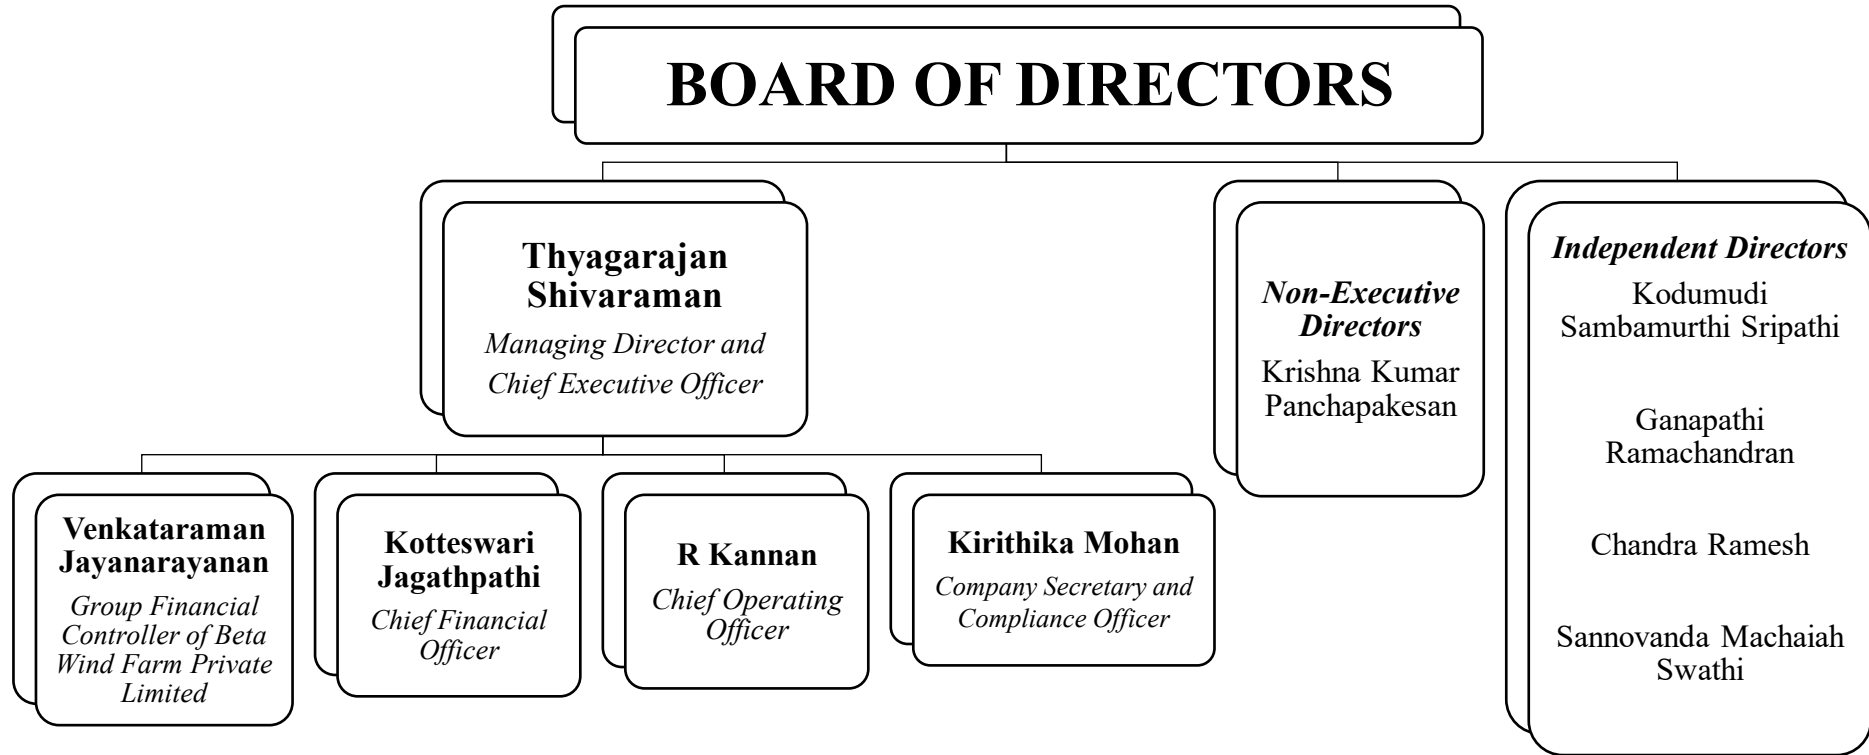 BOARD OF DIRECTORS
Thyagarajan
Shivaraman
Managing Director and
Chief Executive Officer
Non-Executive
Directors
Krishna Kumar
Panchapakesan
Independent Directors
Kodumudi
Sambamurthi Sripathi
Ganapathi
Ramachandran
Chandra Ramesh
Sannovanda Machaiah
Swathi
Venkataraman
Jayanarayanan
Group Financial
Controller of Beta
Wind Farm Private
Limited
Kotteswari
Jagathpathi
Chief Financial
Officer
R Kannan
Chief Operating
Officer
Kirithika Mohan
Company Secretary and
Compliance Officer